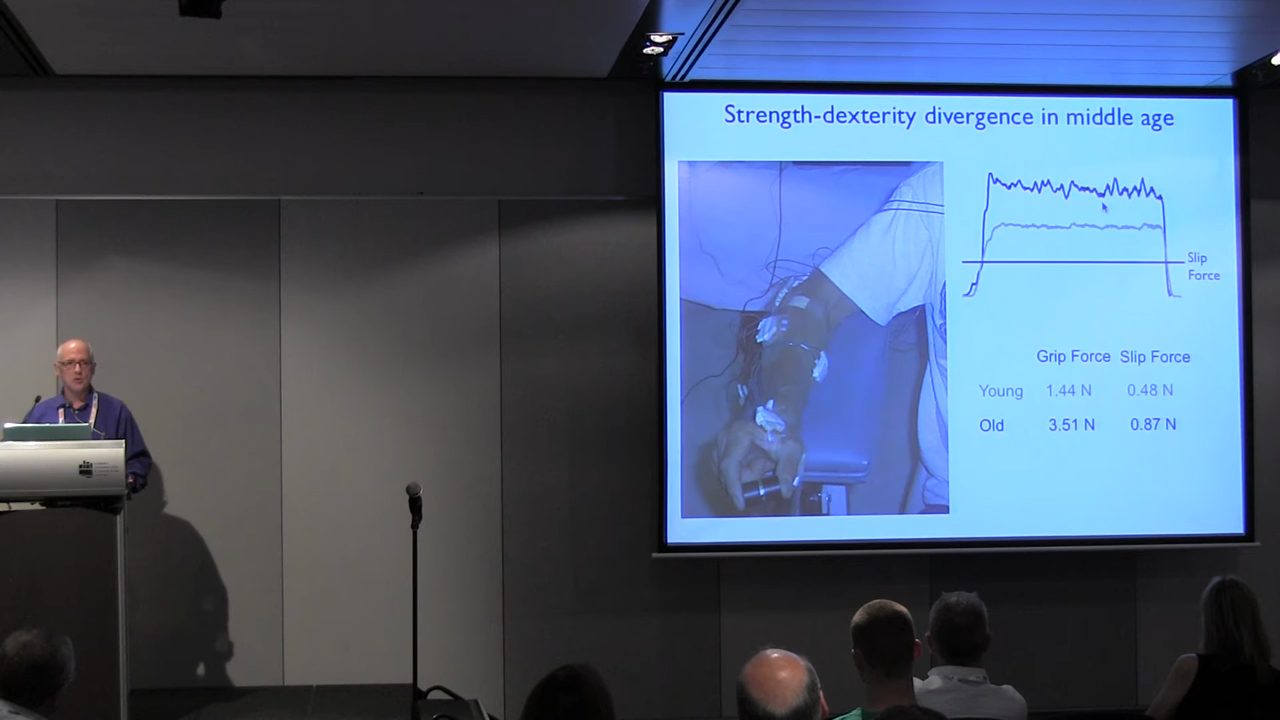 Strength-dexterity divergence in middle age
Slip
Force
Grip Force Slip Force
Young 1.44 N 0.48 N
Old 3.51 N 0.87 N